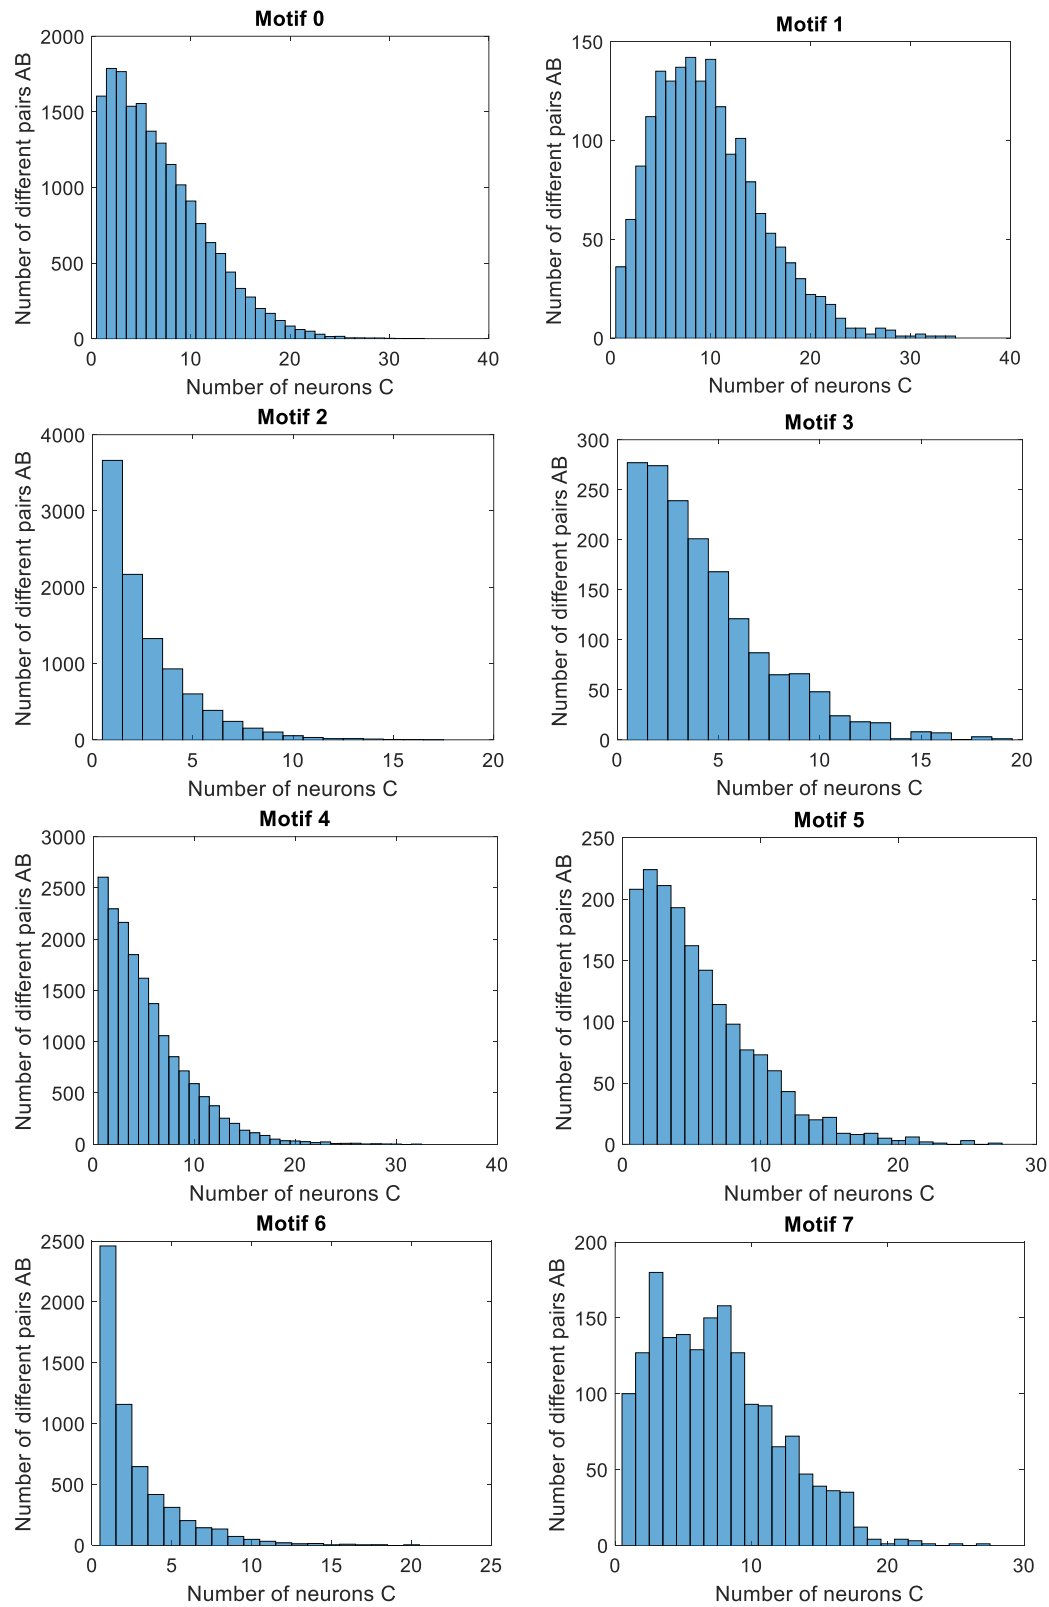 Motif 0
Number of different pairs AB
2000
1500
1000
500
0
0 10 20 30 40
Number of neurons C
Motif 1
Number of different pairs AB
150
100
50
0
0 10 20 30 40
Number of neurons C
Motif 2
Number of different pairs AB
4000
3000
2000
1000
0
0 5 10 15 20
Number of neurons C
Motif 3
Number of different pairs AB
300
250
200
150
100
50
0
0 5 10 15 20
Number of neurons C
Motif 4
Number of different pairs AB
3000
2500
2000
1500
1000
500
0
0 10 20 30 40
Number of neurons C
Motif 5
Number of different pairs AB
250
200
150
100
50
0
0 10 20 30
Number of neurons C
Motif 6
Number of different pairs AB
2500
2000
1500
1000
500
0
0 5 10 15 20 25
Number of neurons C
Motif 7
Number of different pairs AB
200
150
100
50
0
0 10 20 30
Number of neurons C